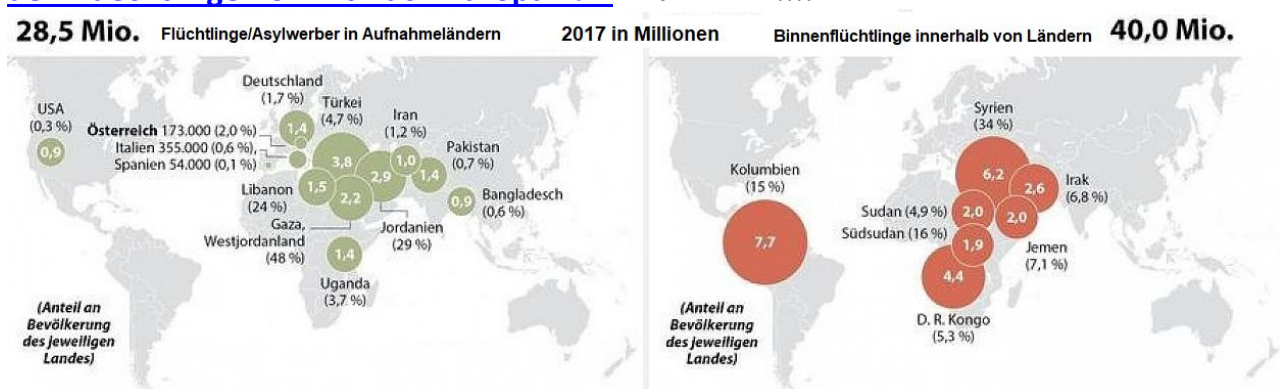 28,5 Mio. Flüchtlinge/Asylwerber in Aufnahmeländern 2017 in Millionen Binnenflüchtlinge innerhalb von Ländern 40,0 Mio.
Deutschland
(1,7 %)
1,4
USA
(0,3 %)
0,9
Türkei
(4,7 %)
3,8
Iran
(1,2 %)
1,0
Österreich 173.000 (2,0 %)
Italien 355.000 (0,6 %),
Spanien 54.000 (0,1 %)
Pakistan
(0,7 %)
1,4
2,9
1,5
2,2
0,9
Bangladesch
(0,6 %)
Libanon
(24 %)
Gaza,
Westjordanland
(48 %)
Jordanien
(29 %)
1,4
Uganda
(3,7 %)
(Anteil an
Bevölkerung
des jeweiligen
Landes)
Syrien
(34 %)
6,2
Kolumbien
(15 %)
7,7
2,6
Irak
(6,8 %)
Sudan (4,9 %)
2,0
2,0
Südsudan (16 %)
1,9
Jemen
(7,1 %)
4,4
D. R. Kongo
(5,3 %)
(Anteil an
Bevölkerung
des jeweiligen
Landes)